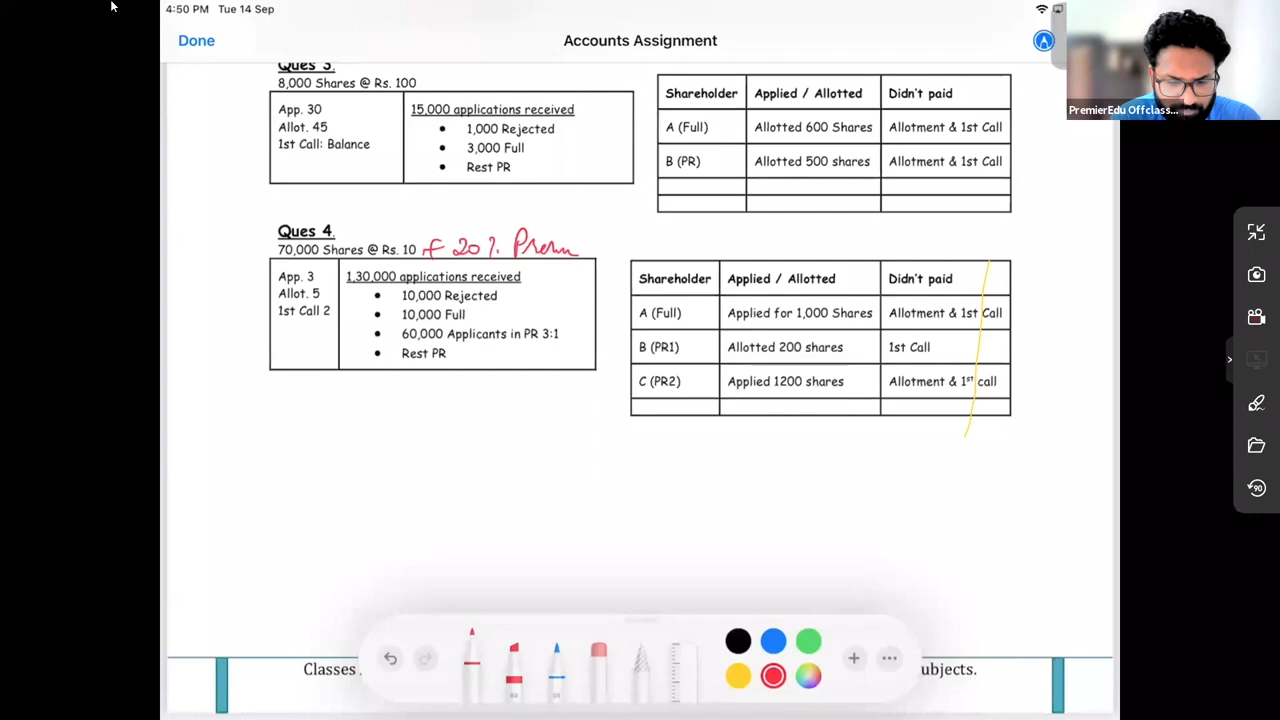 4:50 PM Tue 14 Sep
Done
Accounts Assignment
PremierEdu Offclass...
Ques 3.
8,000 Shares @ Rs. 100
App. 30
Allot. 45
1st Call: Balance
15,000 applications received
• 1,000 Rejected
• 3,000 Full
• Rest PR
Shareholder Applied / Allotted Didn't paid
A (Full) Allotted 600 Shares Allotment & 1st Call
B (PR) Allotted 500 shares Allotment & 1st Call
Ques 4.
70,000 Shares @ Rs. 10 + 20% Prem
App. 3
Allot. 5
1st Call 2
1,30,000 applications received
• 10,000 Rejected
• 10,000 Full
• 60,000 Applicants in PR 3:1
• Rest PR
Shareholder Applied / Allotted Didn't paid
A (Full) Applied for 1,000 Shares Allotment & 1st Call
B (PR1) Allotted 200 shares 1st Call
C (PR2) Applied 1200 shares Allotment & 1st call
Classes
ubjects.
90